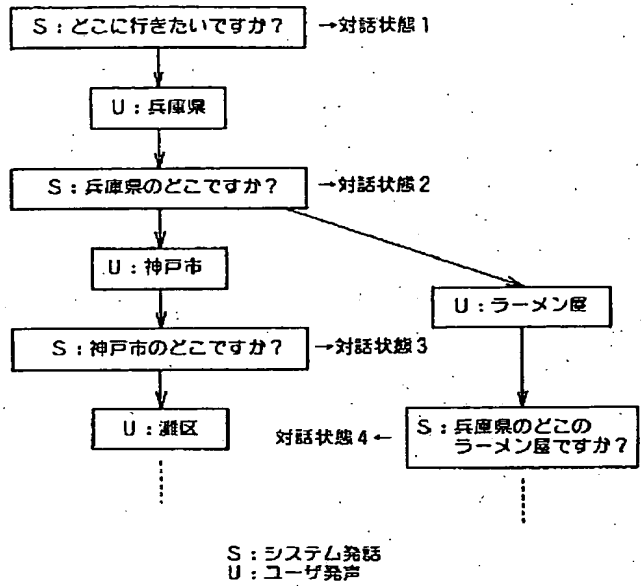 S：どこに行きたいですか？ →対話状態1
U：兵庫県
S：兵庫県のどこですか？ →対話状態2
U：神戸市
U：ラーメン屋
S：神戸市のどこですか？ →対話状態3
U：灘区
対話状態4←
S：兵庫県のどこの
ラーメン屋ですか？
S：システム発話
U：ユーザ発声